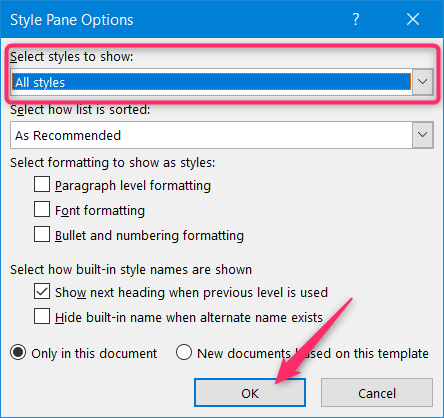 Style Pane Options
Select styles to show:
All styles
Select how list is sorted:
As Recommended
Select formatting to show as styles:
Paragraph level formatting
Font formatting
Bullet and numbering formatting
Select how built-in style names are shown
Show next heading when previous level is used
Hide built-in name when alternate name exists
Only in this document New documents based on this template
OK Cancel